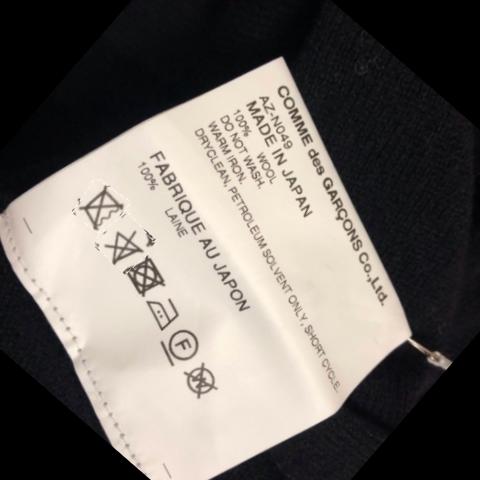 COMME des GARÇONS Co.,Ltd.
AZ-N049
MADE IN JAPAN
100% WOOL
DO NOT WASH.
WARM IRON.
DRYCLEAN, PETROLEUM SOLVENT ONLY, SHORT CYCLE.
FABRIQUE AU JAPON
100% LAINE
F
W